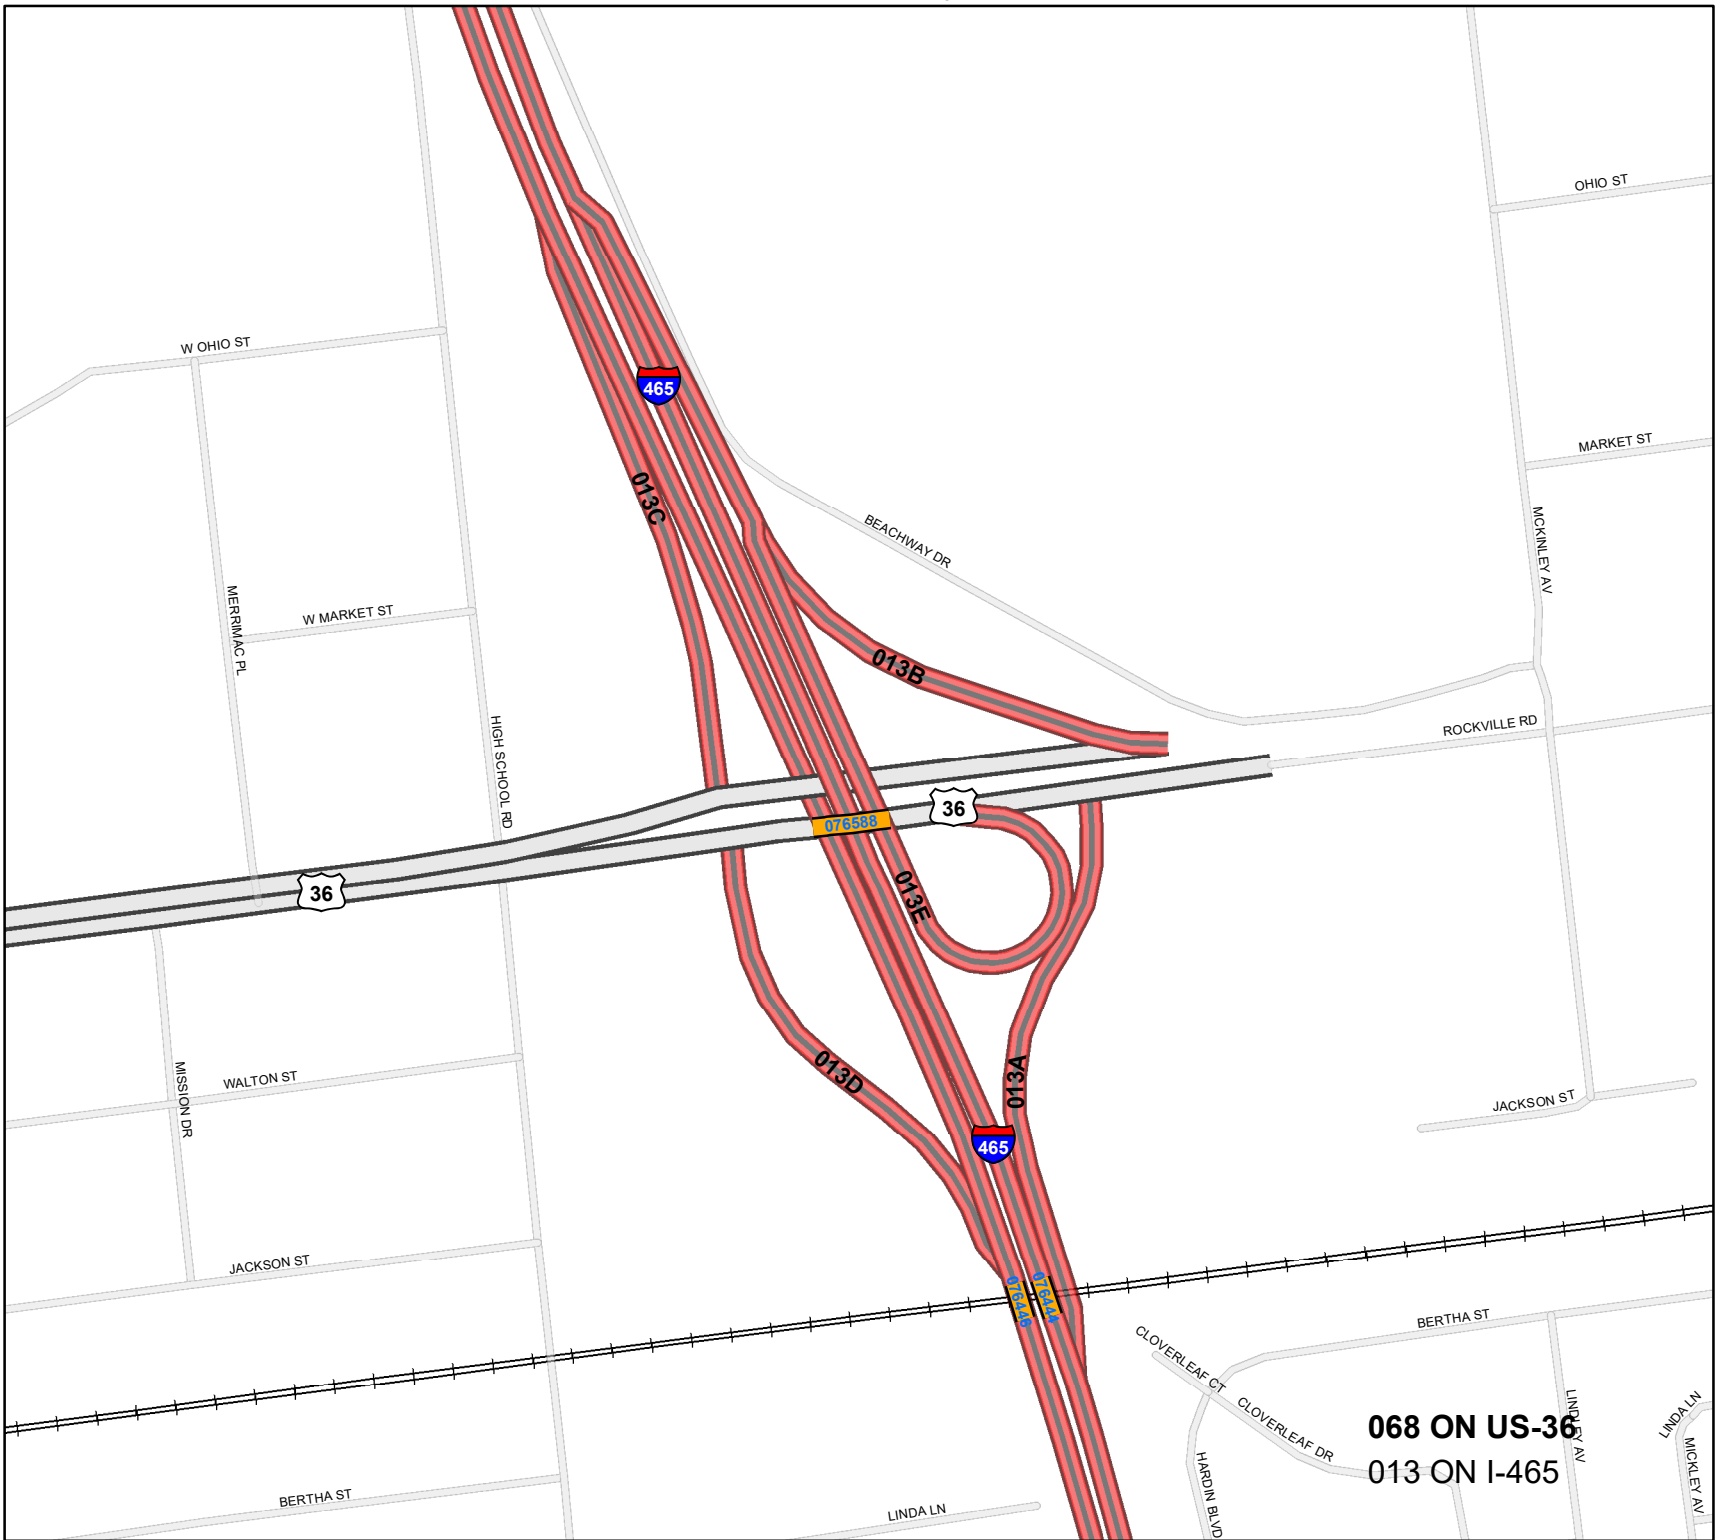 OHIO ST
W OHIO ST
465
MARKET ST
013C
BEACHWAY DR
MCKINLEY AV
MERRIMAC PL
W MARKET ST
013B
HIGH SCHOOL RD
ROCKVILLE RD
36
076588
36
013E
013D
013A
WALTON ST
MISSION DR
JACKSON ST
465
JACKSON ST
076446
076444
BERTHA ST
CLOVERLEAF CT
CLOVERLEAF DR
LINDLEY AV
LINDA LN
068 ON US-36
013 ON I-465
MICKLEY AV
HARDIN BLVD
BERTHA ST
LINDA LN